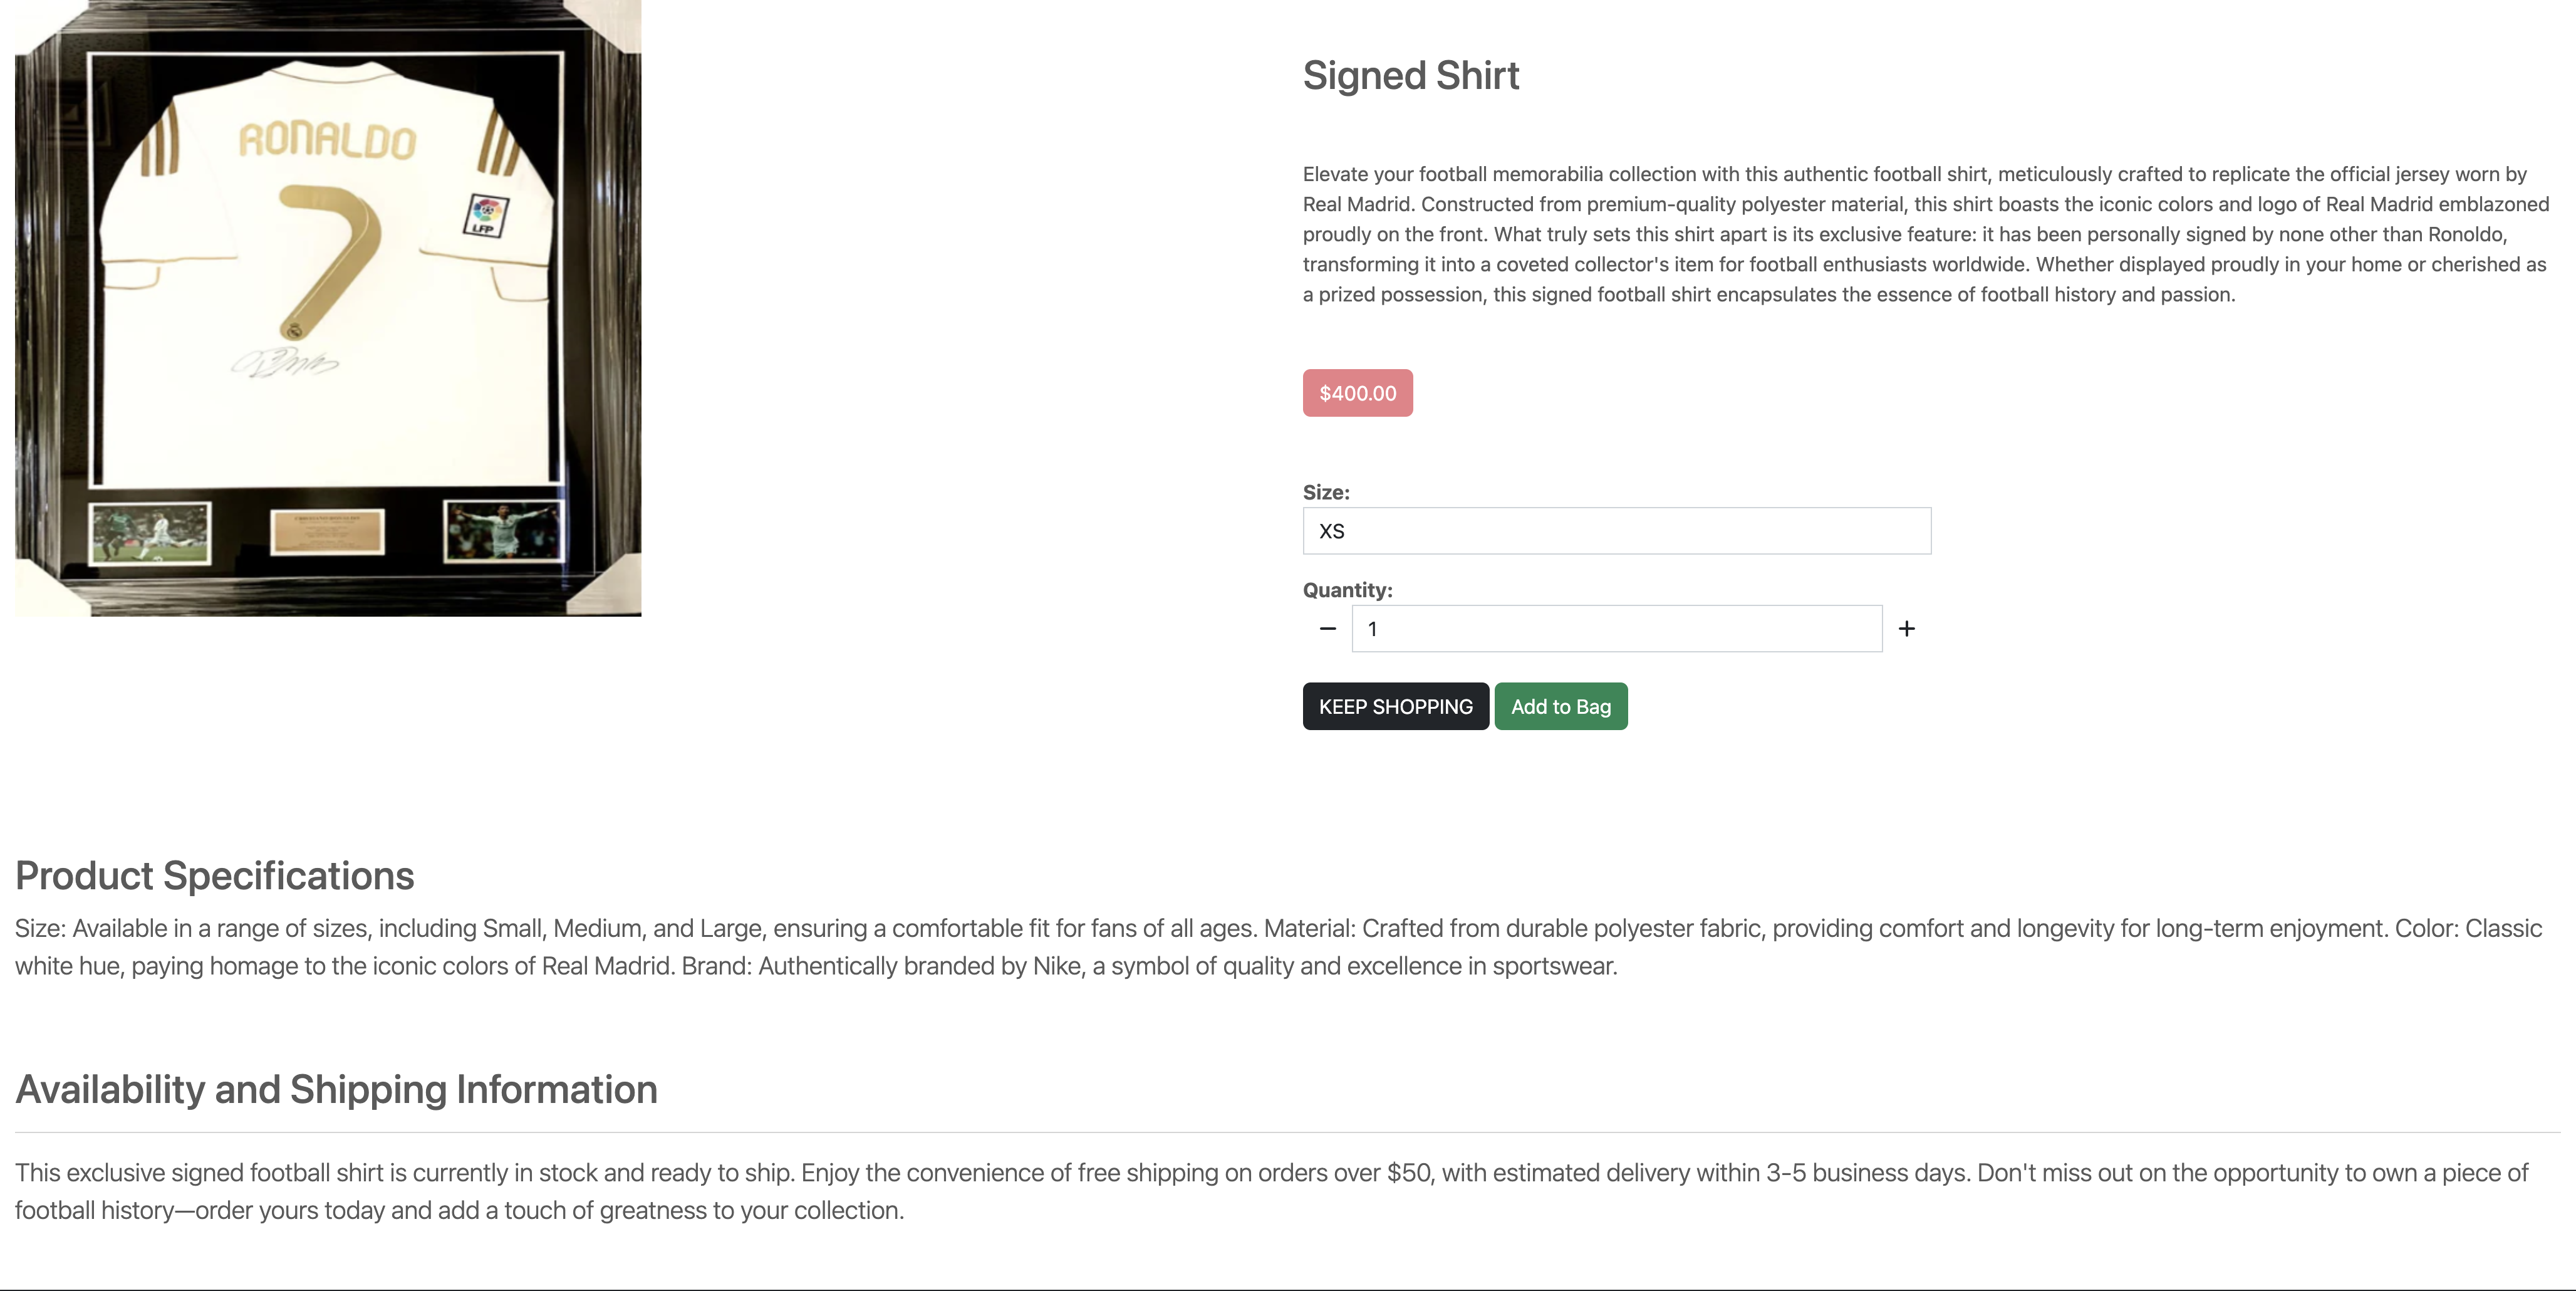 RONALDO
7
LFP
Signed Shirt
Elevate your football memorabilia collection with this authentic football shirt, meticulously crafted to replicate the official jersey worn by
Real Madrid. Constructed from premium-quality polyester material, this shirt boasts the iconic colors and logo of Real Madrid emblazoned
proudly on the front. What truly sets this shirt apart is its exclusive feature: it has been personally signed by none other than Ronoldo,
transforming it into a coveted collector's item for football enthusiasts worldwide. Whether displayed proudly in your home or cherished as
a prized possession, this signed football shirt encapsulates the essence of football history and passion.
$400.00
Size:
XS
Quantity:
− 1 +
KEEP SHOPPING Add to Bag
Product Specifications
Size: Available in a range of sizes, including Small, Medium, and Large, ensuring a comfortable fit for fans of all ages. Material: Crafted from durable polyester fabric, providing comfort and longevity for long-term enjoyment. Color: Classic
white hue, paying homage to the iconic colors of Real Madrid. Brand: Authentically branded by Nike, a symbol of quality and excellence in sportswear.
Availability and Shipping Information
This exclusive signed football shirt is currently in stock and ready to ship. Enjoy the convenience of free shipping on orders over $50, with estimated delivery within 3-5 business days. Don't miss out on the opportunity to own a piece of
football history—order yours today and add a touch of greatness to your collection.